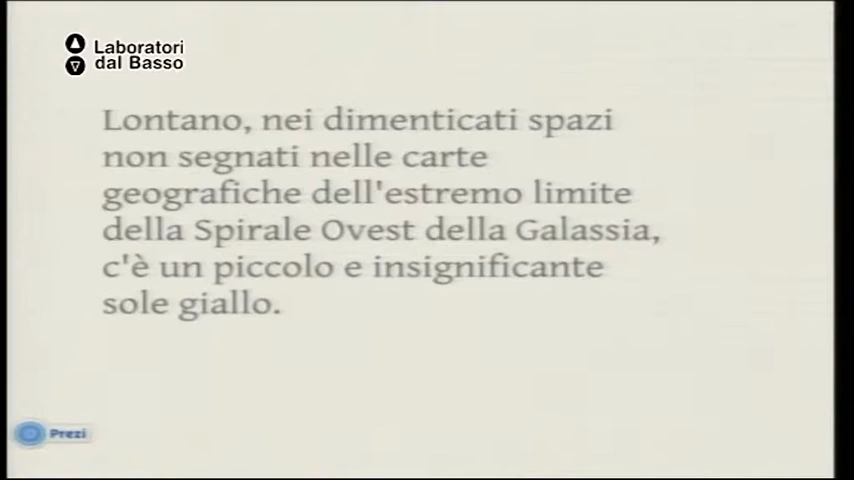 Laboratori
dal Basso
Lontano, nei dimenticati spazi
non segnati nelle carte
geografiche dell'estremo limite
della Spirale Ovest della Galassia,
c'è un piccolo e insignificante
sole giallo.
Prezi